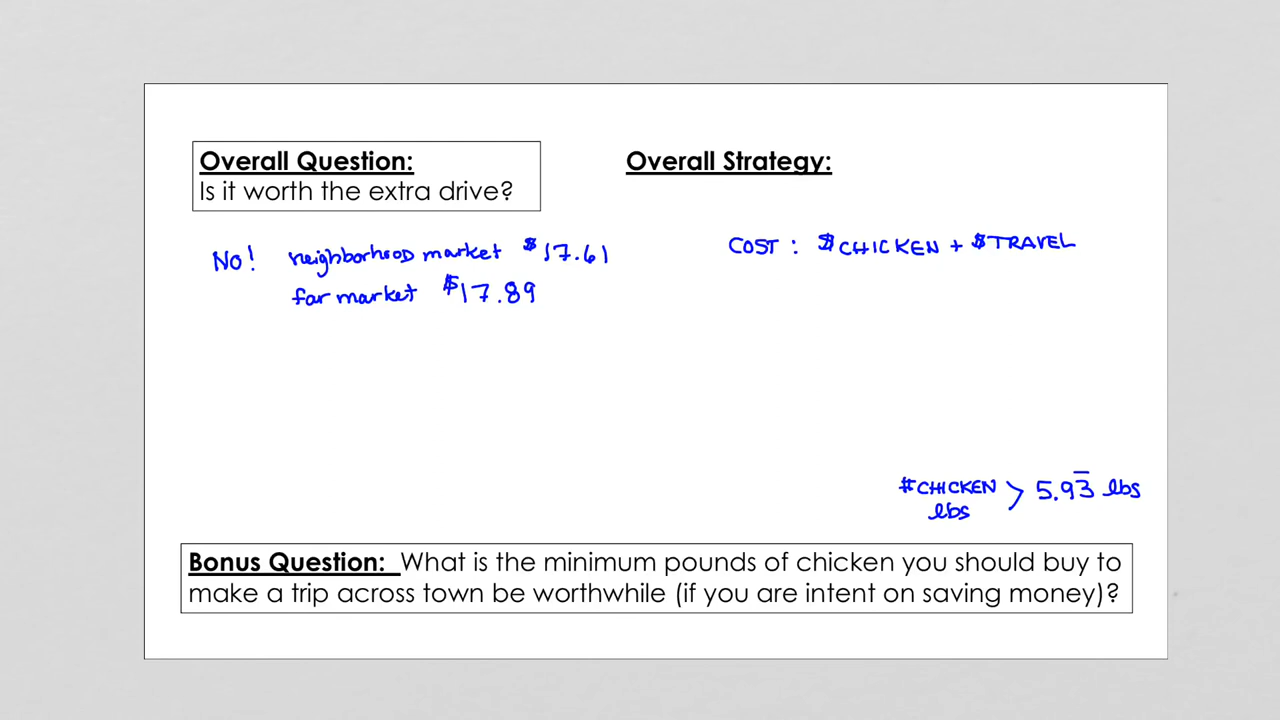 Overall Question:
Is it worth the extra drive?
Overall Strategy:
NO! neighborhood market $17.61
far market $17.89
COST: $CHICKEN + $TRAVEL
#CHICKEN > 5.93̅ lbs
lbs
Bonus Question: What is the minimum pounds of chicken you should buy to
make a trip across town be worthwhile (if you are intent on saving money)?